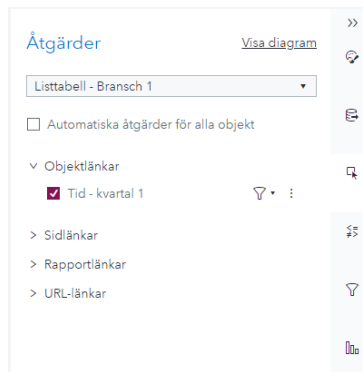 Åtgärder
Visa diagram
Listtabell - Bransch 1
Automatiska åtgärder för alla objekt
Objektlänkar
Tid - kvartal 1
Sidlänkar
Rapportlänkar
URL-länkar